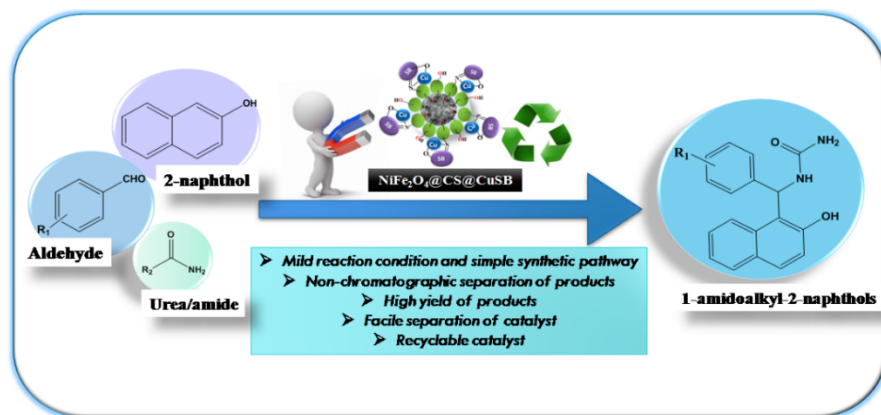 OH
2-naphthol
CHO
R1
Aldehyde
O
R2
NH2
Urea/amide
SB
Cu
NiFe2O4@CS@CuSB
➤ Mild reaction condition and simple synthetic pathway
➤ Non-chromatographic separation of products
➤ High yield of products
➤ Facile separation of catalyst
➤ Recyclable catalyst
O
NH2
R1
NH
OH
1-amidoalkyl-2-naphthols